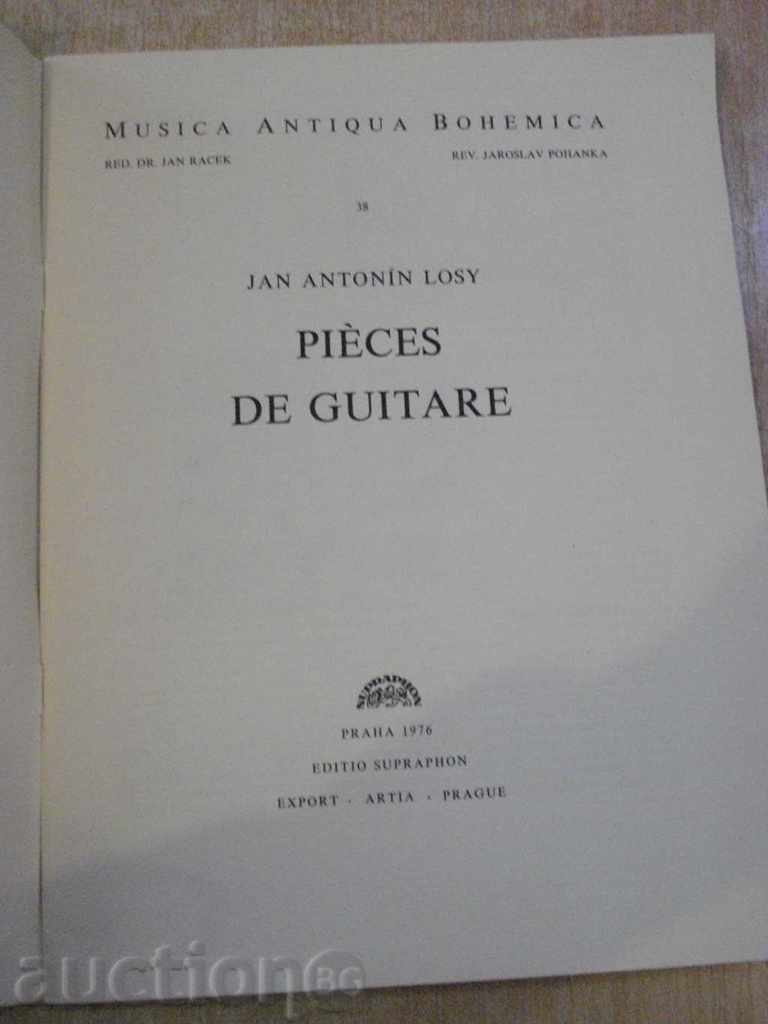 MUSICA ANTIQUA BOHEMICA
RED. DR. JAN RACEK REV. JAROSLAV POHANKA
38
JAN ANTONÍN LOSY
PIÈCES
DE GUITARE
SUPRAPHON
PRAHA 1976
EDITIO SUPRAPHON
EXPORT · ARTIA · PRAGUE
auction BG